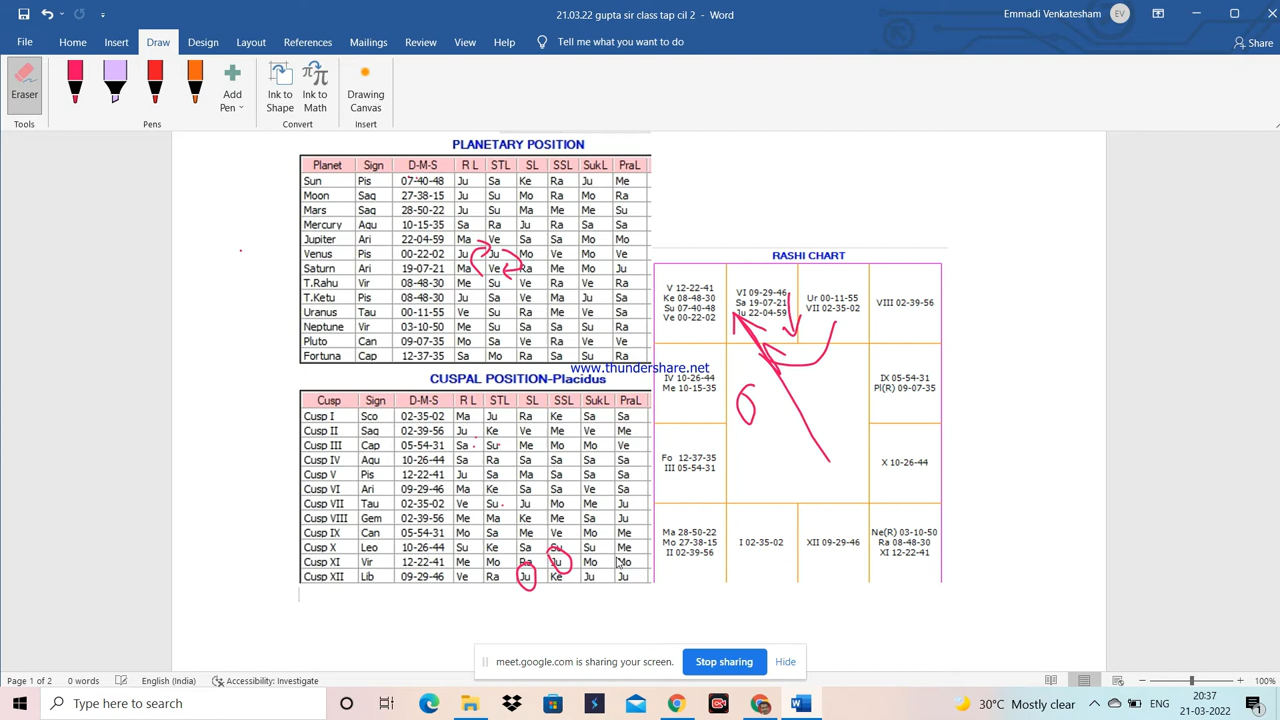 21.03.22 gupta sir class tap cil 2 - Word
Emmadi Venkatesham EV
File Home Insert Draw Design Layout References Mailings Review View Help Tell me what you want to do Share
Eraser
Add Pen
Ink to Shape
Ink to Math
Drawing Canvas
Tools Pens Convert Insert
PLANETARY POSITION
Planet Sign D-M-S R L STL SL SSL SukL PraL
Sun Pis 07-40-48 Ju Sa Ke Ra Ju Me
Moon Sag 27-38-15 Ju Su Mo Ra Mo Ra
Mars Sag 28-50-22 Ju Su Ma Me Me Su
Mercury Aqu 10-15-35 Sa Ra Ju Ra Sa Ra
Jupiter Ari 22-04-59 Ma Ve Sa Sa Mo Mo
Venus Pis 00-22-02 Ju Ju Mo Ve Mo Ve
Saturn Ari 19-07-21 Ma Ve Ra Me Mo Ju
T.Rahu Vir 08-48-30 Me Su Ve Ra Ve Ra
T.Ketu Pis 08-48-30 Ju Sa Ve Ma Ju Sa
Uranus Tau 00-11-55 Ve Su Ra Me Su Me
Neptune Vir 03-10-50 Me Su Sa Sa Su Ra
Pluto Can 09-07-35 Mo Sa Ve Ra Ve Ra
Fortuna Cap 12-37-35 Sa Mo Ra Sa Su Ra
www.thundershare.net
CUSPAL POSITION-Placidus
Cusp Sign D-M-S R L STL SL SSL SukL PraL
Cusp I Sco 02-35-02 Ma Ju Ra Ke Sa Sa
Cusp II Sag 02-39-56 Ju Ke Ve Me Ve Me
Cusp III Cap 05-54-31 Sa Su Me Mo Mo Ve
Cusp IV Aqu 10-26-44 Sa Ra Sa Sa Sa Sa
Cusp V Pis 12-22-41 Ju Sa Ma Sa Sa Sa
Cusp VI Ari 09-29-46 Ma Ke Sa Sa Ve Sa
Cusp VII Tau 02-35-02 Ve Su Ju Mo Me Ju
Cusp VIII Gem 02-39-56 Me Ma Ke Me Sa Ju
Cusp IX Can 05-54-31 Mo Sa Me Ve Mo Me
Cusp X Leo 10-26-44 Su Ke Sa Su Su Me
Cusp XI Vir 12-22-41 Me Mo Ra Ju Mo Mo
Cusp XII Lib 09-29-46 Ve Ra Ju Ke Ju Ju
RASHI CHART
V 12-22-41
Ke 08-48-30
Su 07-40-48
Ve 00-22-02
VI 09-29-46
Sa 19-07-21
Ju 22-04-59
Ur 00-11-55
VII 02-35-02
VIII 02-39-56
IV 10-26-44
Me 10-15-35
6
IX 05-54-31
Pl(R) 09-07-35
Fo 12-37-35
III 05-54-31
X 10-26-44
Ma 28-50-22
Mo 27-38-15
II 02-39-56
I 02-35-02
XII 09-29-46
Ne(R) 03-10-50
Ra 08-48-30
XI 12-22-41
meet.google.com is sharing your screen. Stop sharing Hide
Page 1 of 2 0 words English (India) Accessibility: Investigate 100%
Type here to search
30°C Mostly clear ENG 20:37
21-03-2022